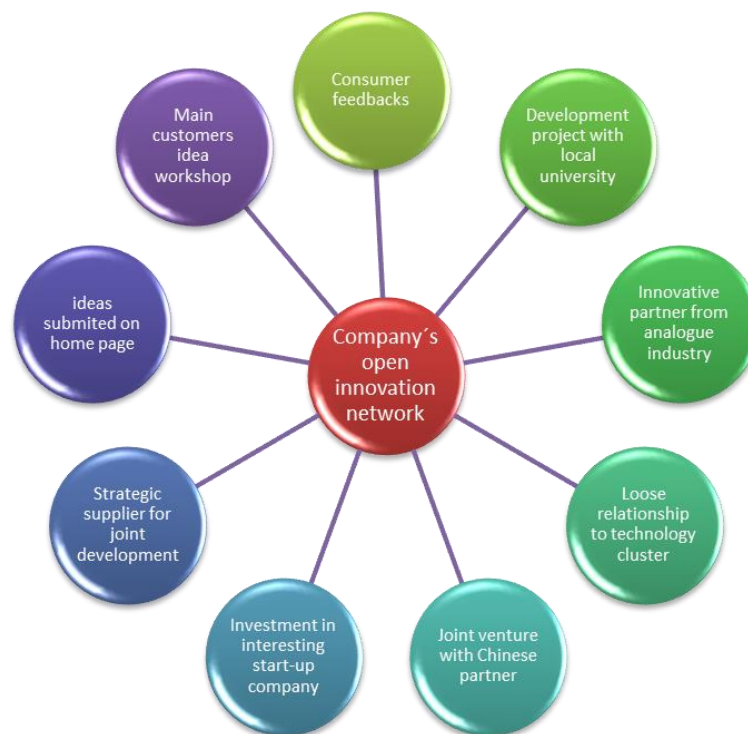 Consumer
feedbacks
Development
project with
local
university
Innovative
partner from
analogue
industry
Loose
relationship
to technology
cluster
Joint venture
with Chinese
partner
Investment in
interesting
start-up
company
Strategic
supplier for
joint
development
ideas
submited on
home page
Main
customers
idea
workshop
Company´s
open
innovation
network